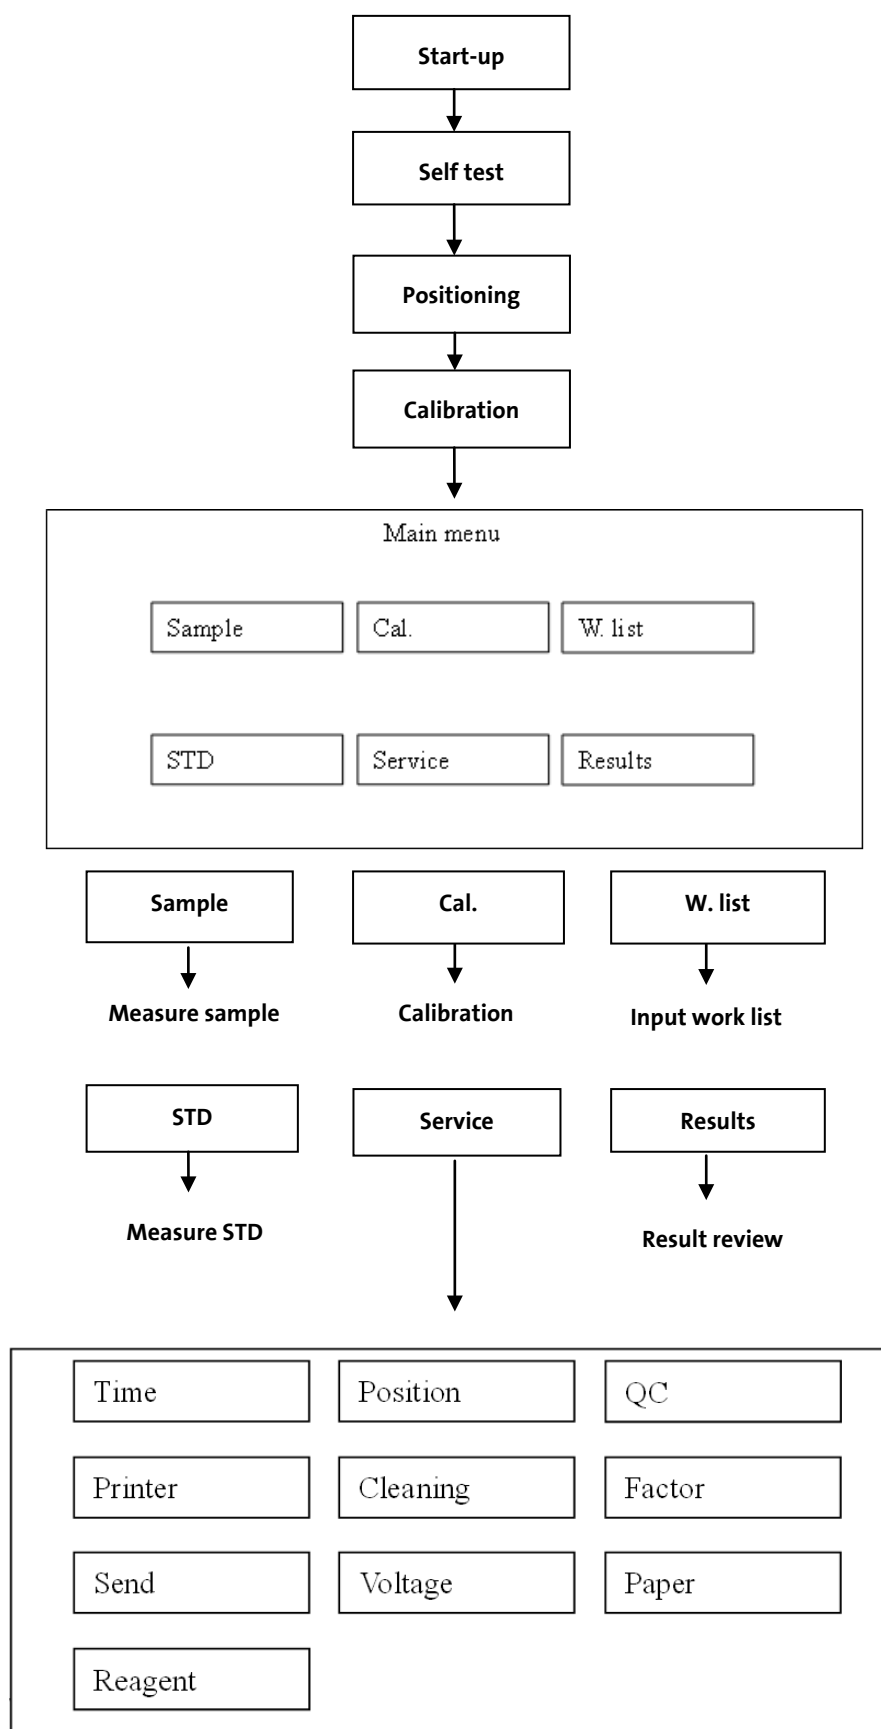 Start-up
Self test
Positioning
Calibration
Main menu
Sample Cal. W. list
STD Service Results
Sample Cal. W. list
Measure sample Calibration Input work list
STD Service Results
Measure STD Result review
Time Position QC
Printer Cleaning Factor
Send Voltage Paper
Reagent